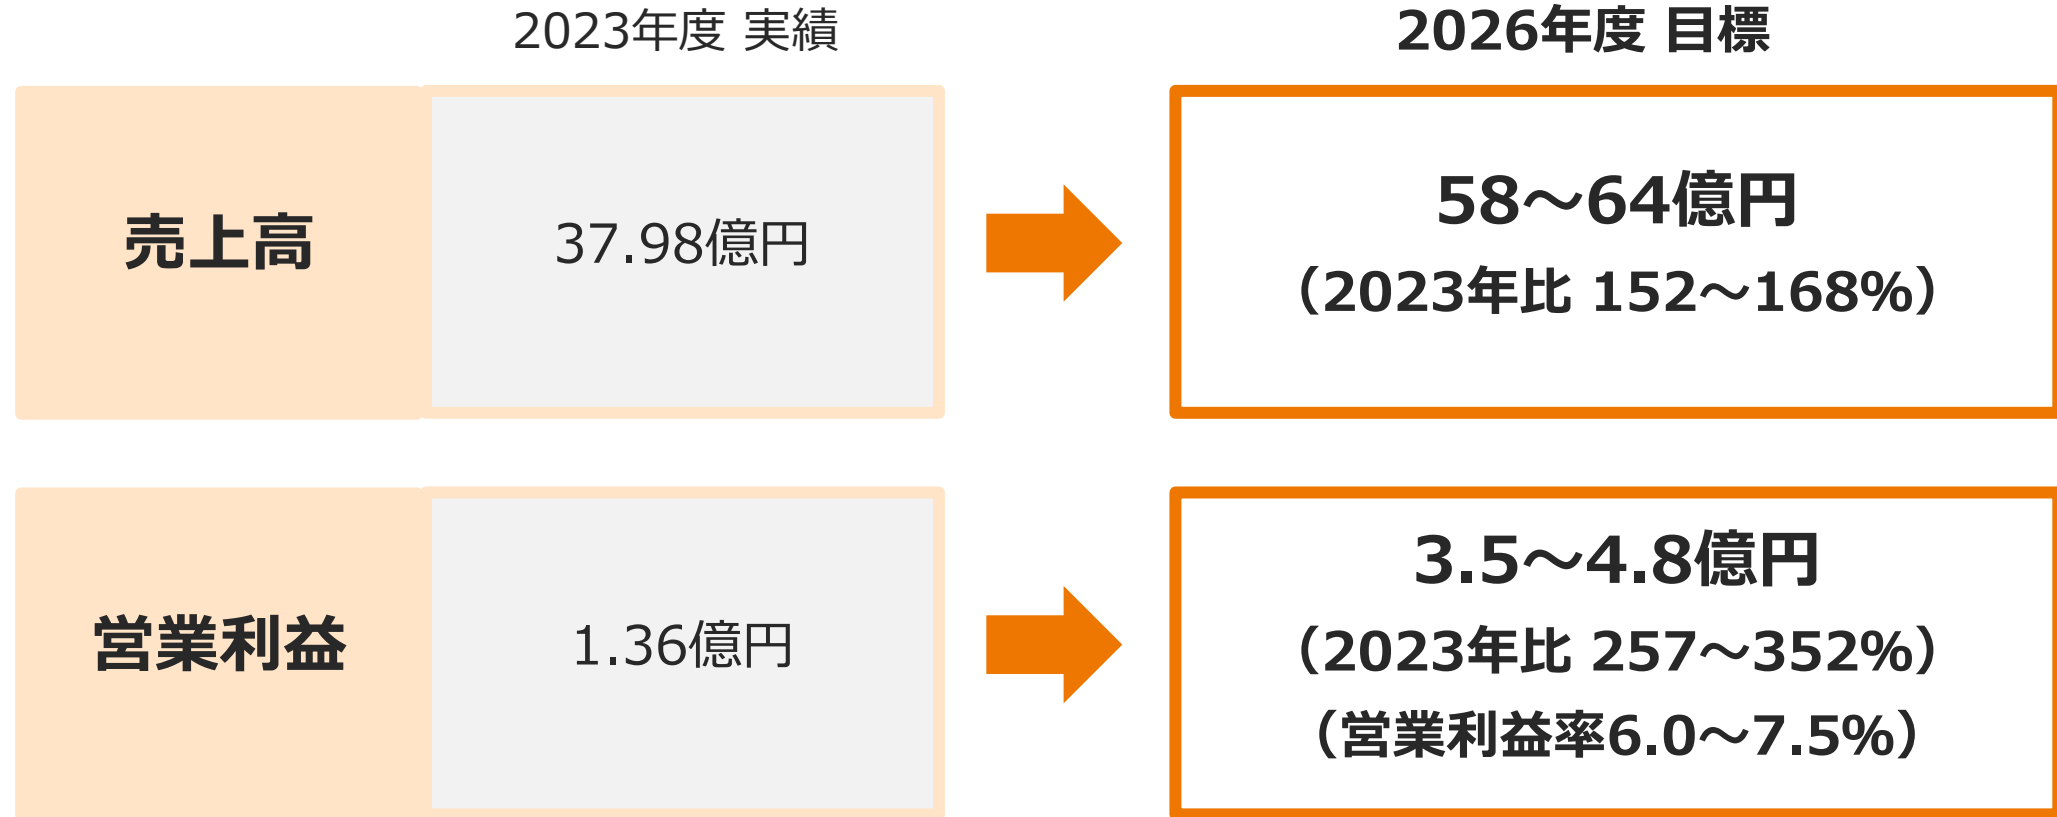 2023年度 実績
2026年度 目標
売上高
37.98億円
58～64億円
（2023年比 152～168%）
営業利益
1.36億円
3.5～4.8億円
（2023年比 257～352%）
（営業利益率6.0～7.5%）